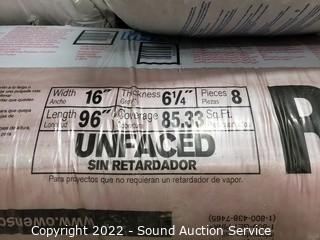 Width 16" Thickness 6¼" Pieces 8
Ancho Piezas
Length 96" Coverage 85.33 Sq.Ft.
UNFACED
SIN RETARDADOR
Para proyectos que no requieran un retardador de vapor.
R
(1-800-438-7465)
www.owensc
Copyright 2022 - Sound Auction Service